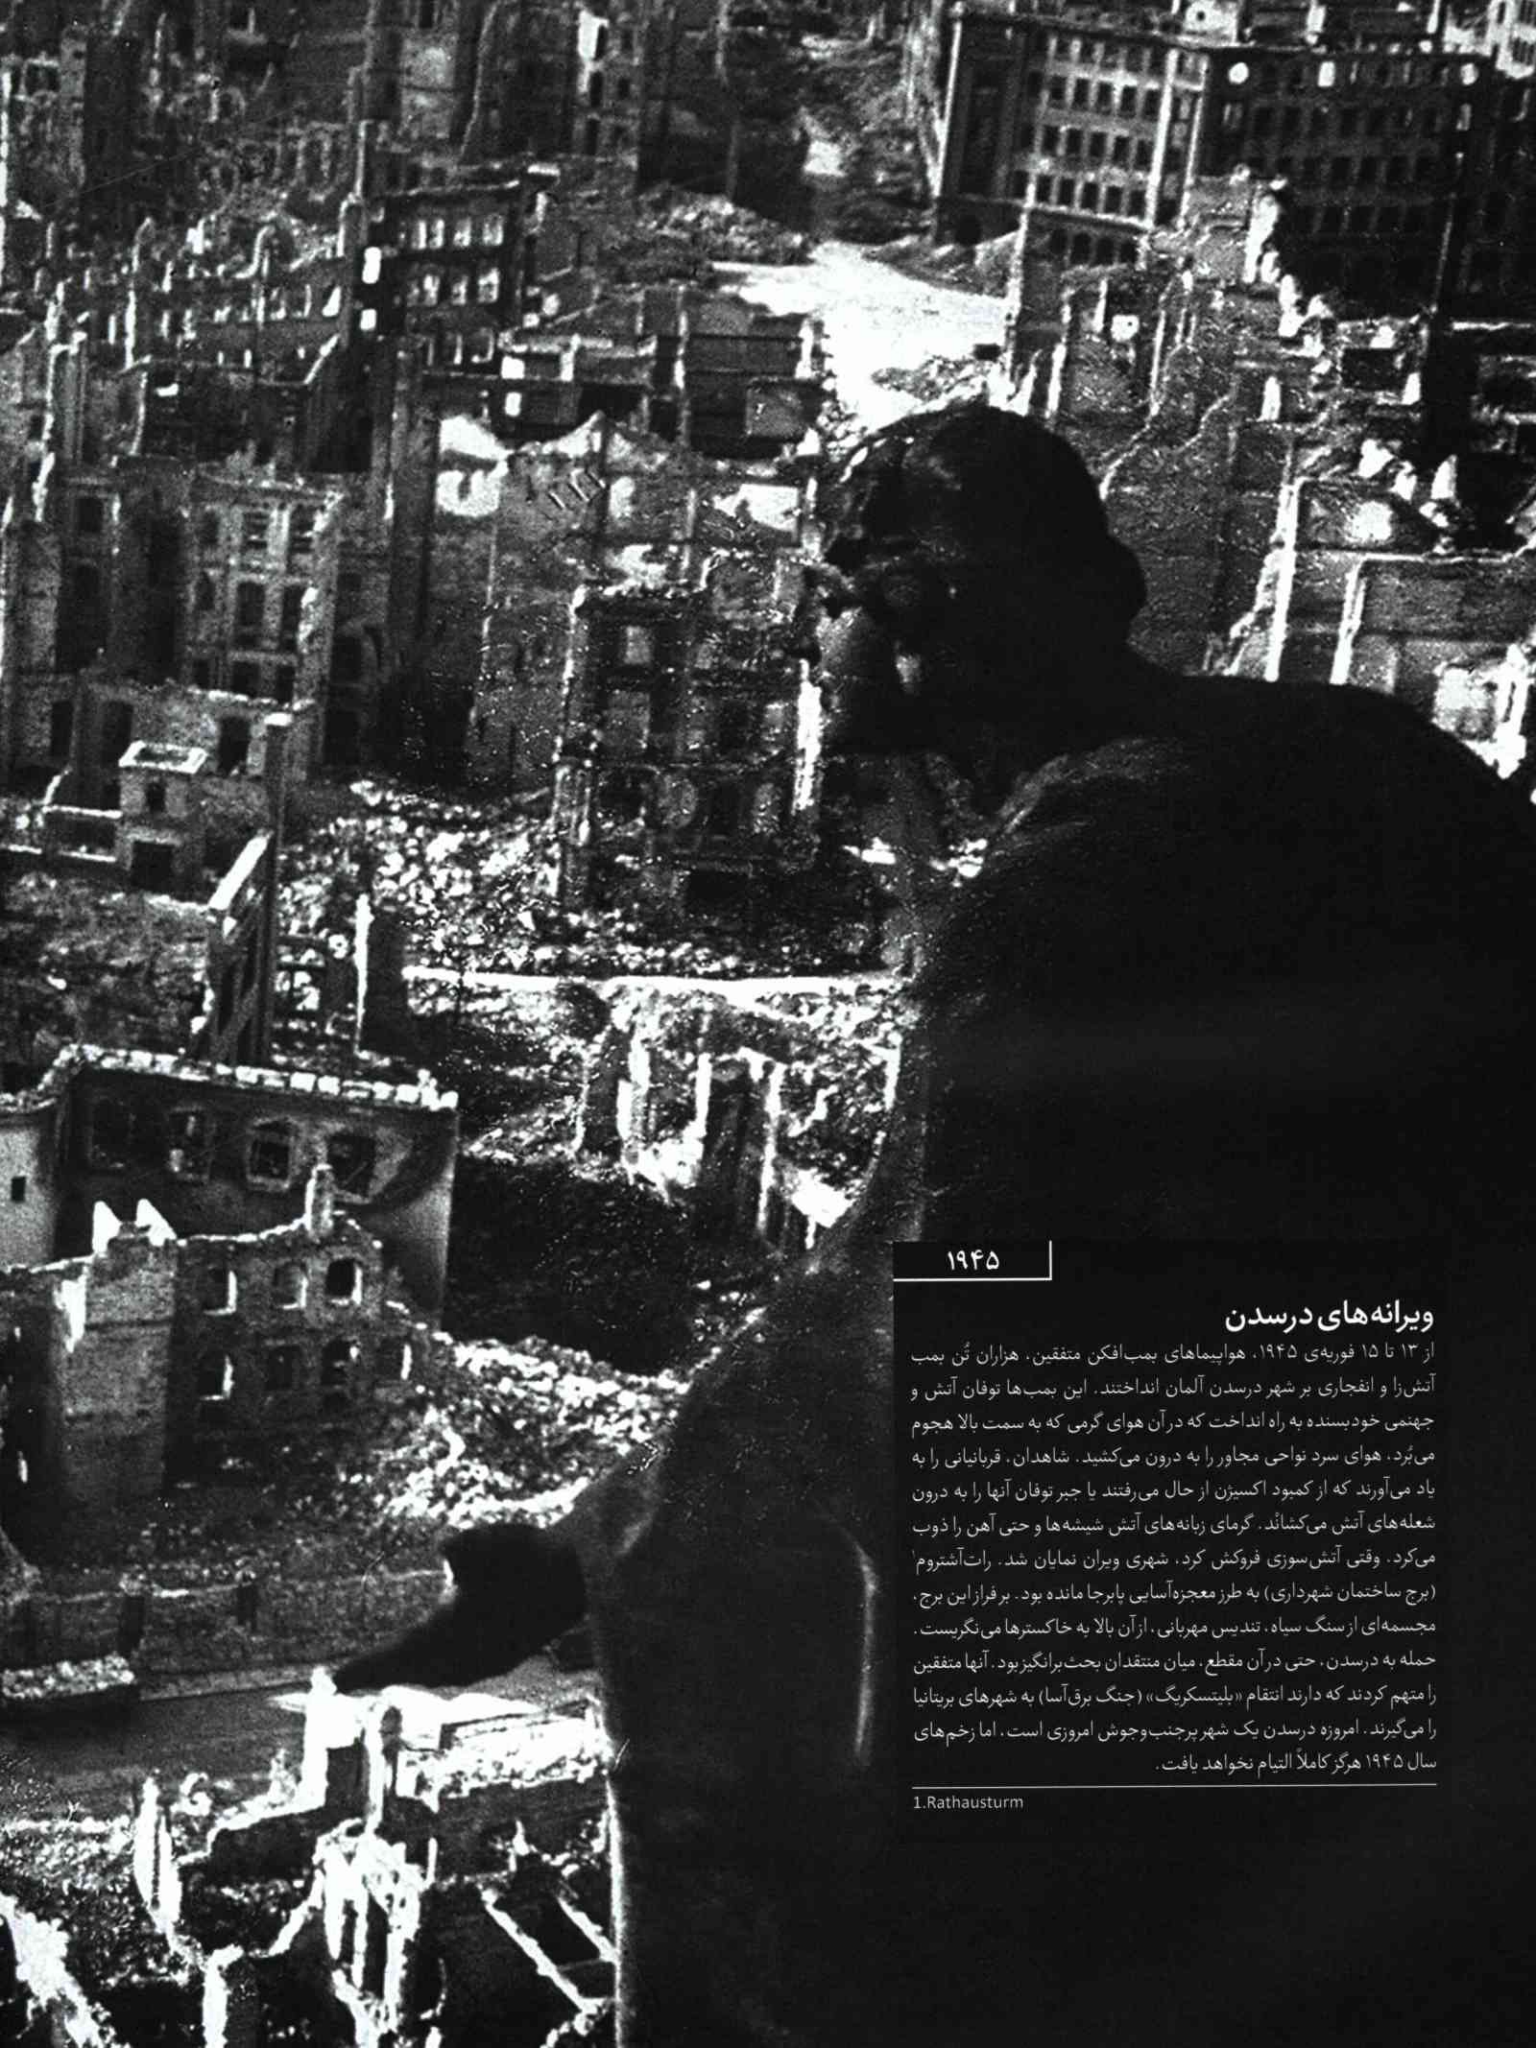 ۱۹۴۵
ویرانه‌های درسدن
از ۱۳ تا ۱۵ فوریه‌ی ۱۹۴۵، هواپیماهای بمب‌افکن متفقین، هزاران تُن بمب
آتش‌زا و انفجاری بر شهر درسدن آلمان انداختند. این بمب‌ها توفان آتش و
جهنمی خودبسنده به راه انداخت که در آن هوای گرمی که به سمت بالا هجوم
می‌بُرد، هوای سرد نواحی مجاور را به درون می‌کشید. شاهدان، قربانیانی را به
یاد می‌آورند که از کمبود اکسیژن از حال می‌رفتند یا جبر توفان آنها را به درون
شعله‌های آتش می‌کشانْد. گرمای زبانه‌های آتش شیشه‌ها و حتی آهن را ذوب
می‌کرد. وقتی آتش‌سوزی فروکش کرد، شهری ویران نمایان شد. رات‌آشتروم۱
(برج ساختمان شهرداری) به طرز معجزه‌آسایی پابرجا مانده بود. بر فراز این برج،
مجسمه‌ای از سنگ سیاه، تندیس مهربانی، از آن بالا به خاکسترها می‌نگریست.
حمله به درسدن، حتی در آن مقطع، میان منتقدان بحث‌برانگیز بود. آنها متفقین
را متهم کردند که دارند انتقام «بلیتسکریگ» (جنگ برق‌آسا) به شهرهای بریتانیا
را می‌گیرند. امروزه درسدن یک شهر پرجنب‌وجوش امروزی است، اما زخم‌های
سال ۱۹۴۵ هرگز کاملاً التیام نخواهد یافت.
1.Rathausturm